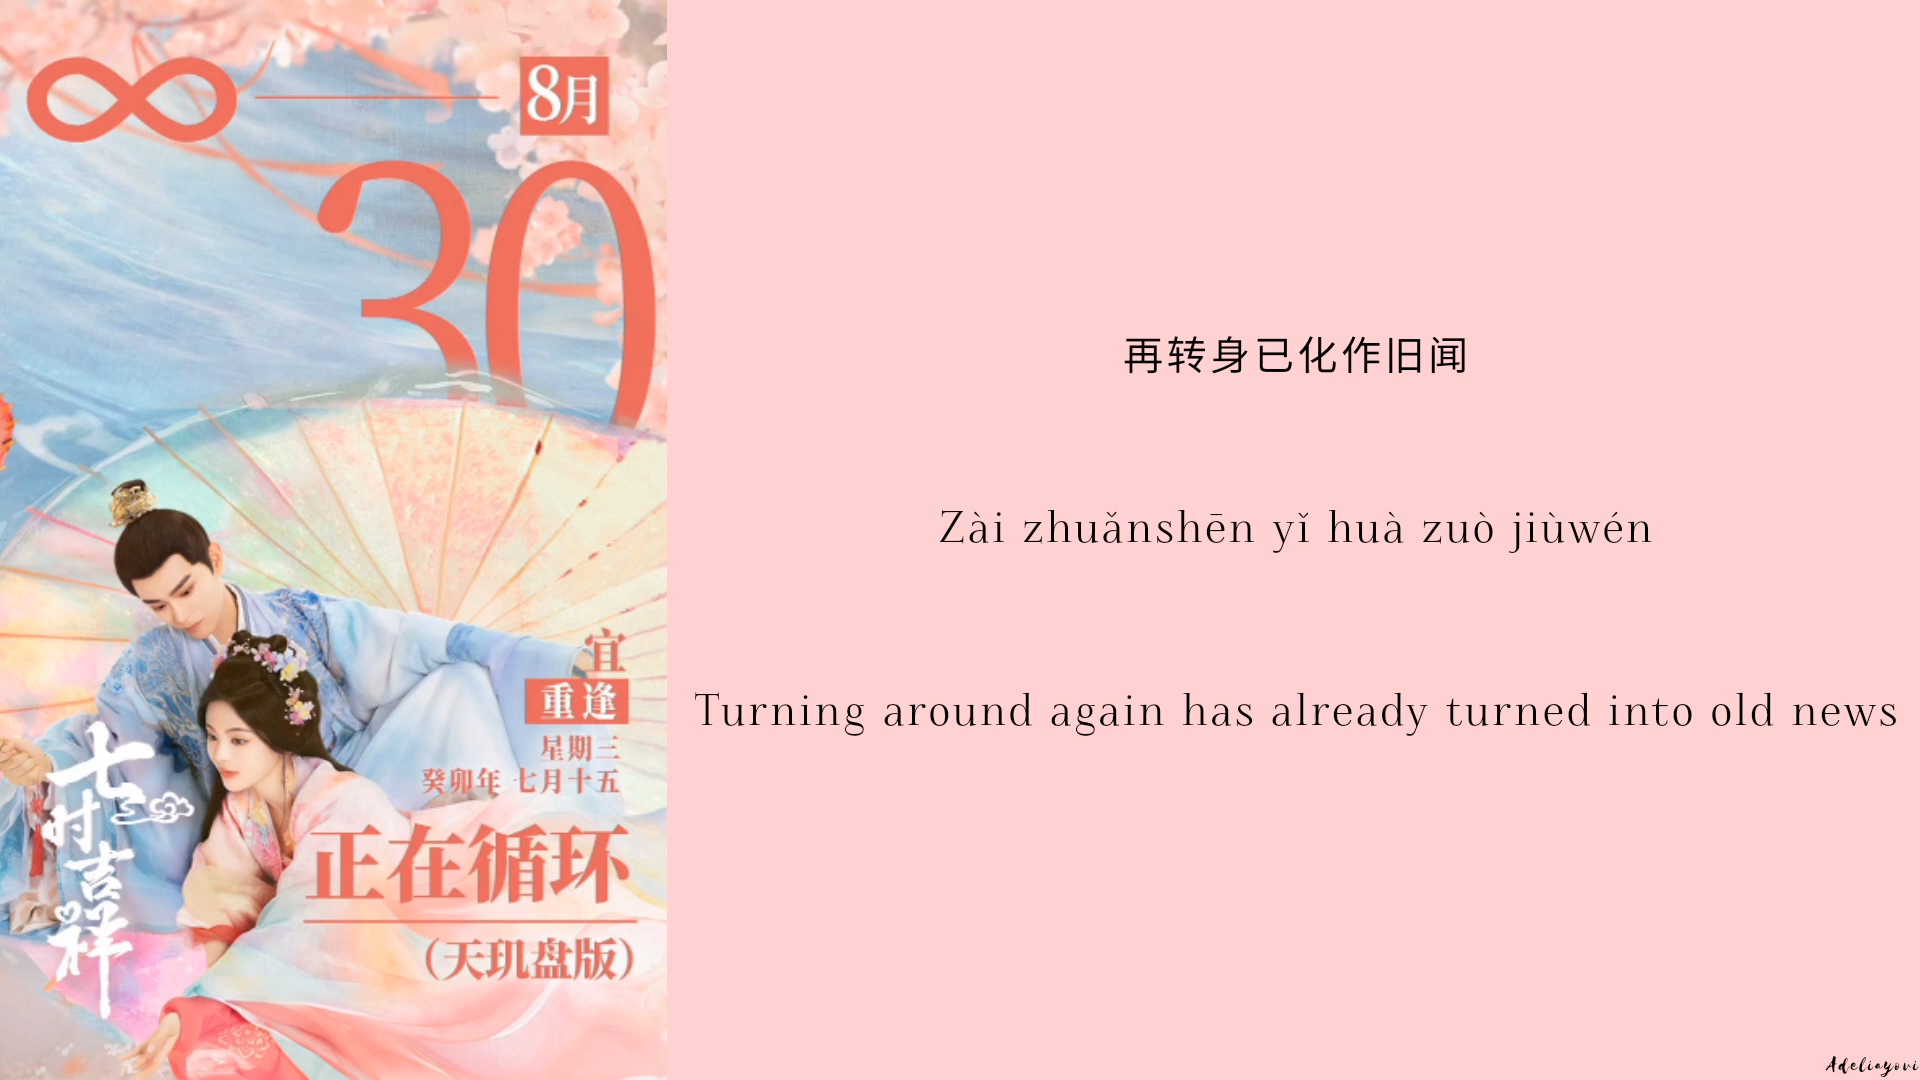 8月
30
宜
重逢
星期三
癸卯年 七月十五
七时吉祥
正在循环
（天玑盘版）
再转身已化作旧闻
Zài zhuǎnshēn yǐ huà zuò jiùwén
Turning around again has already turned into old news
Adeliayovi